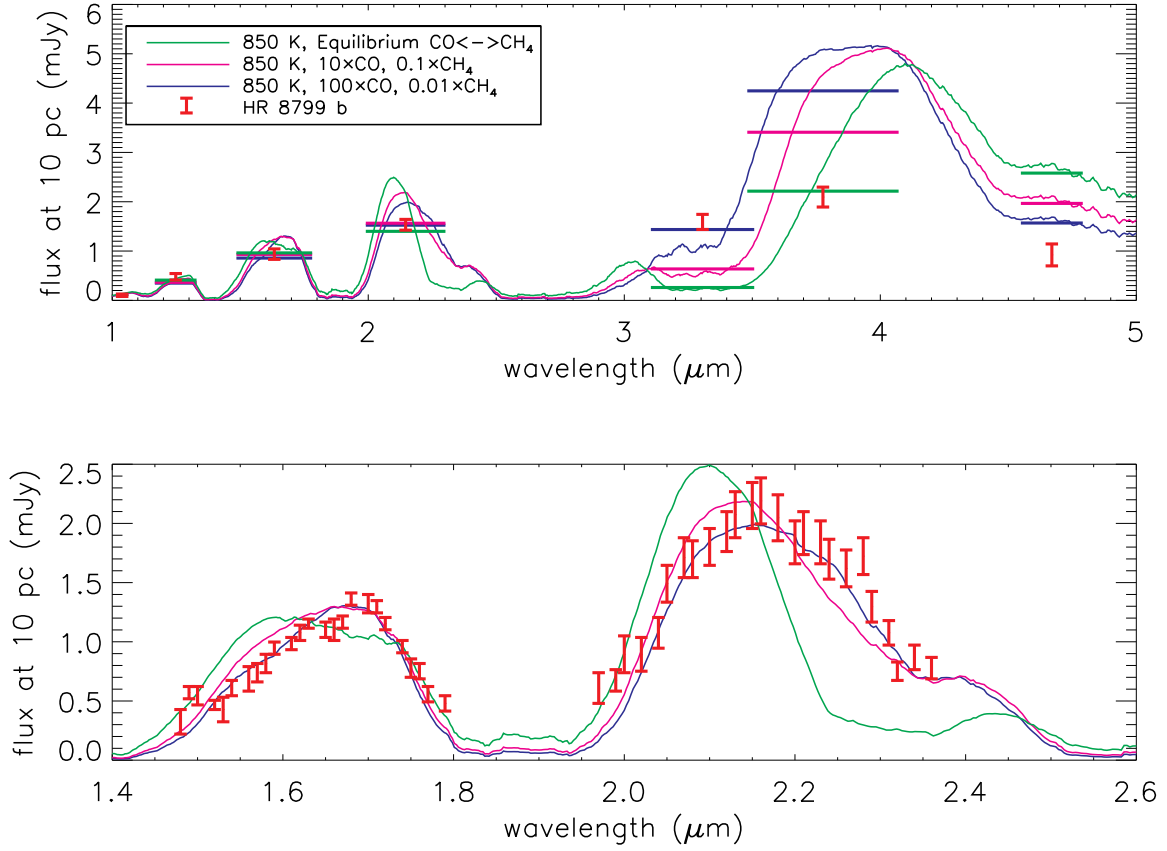 flux at 10 pc (mJy)
6
5
4
3
2
1
0
850 K, Equilibrium CO<->CH₄
850 K, 10×CO, 0.1×CH₄
850 K, 100×CO, 0.01×CH₄
HR 8799 b
1 2 3 4 5
wavelength (μm)
flux at 10 pc (mJy)
2.5
2.0
1.5
1.0
0.5
0.0
1.4 1.6 1.8 2.0 2.2 2.4 2.6
wavelength (μm)